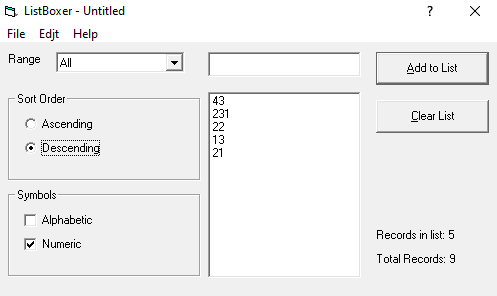 ListBoxer - Untitled
File Edjt Help
Range All
Add to List
Sort Order
Ascending
Descending
Symbols
Alphabetic
Numeric
43
231
22
13
21
Clear List
Records in list: 5
Total Records: 9